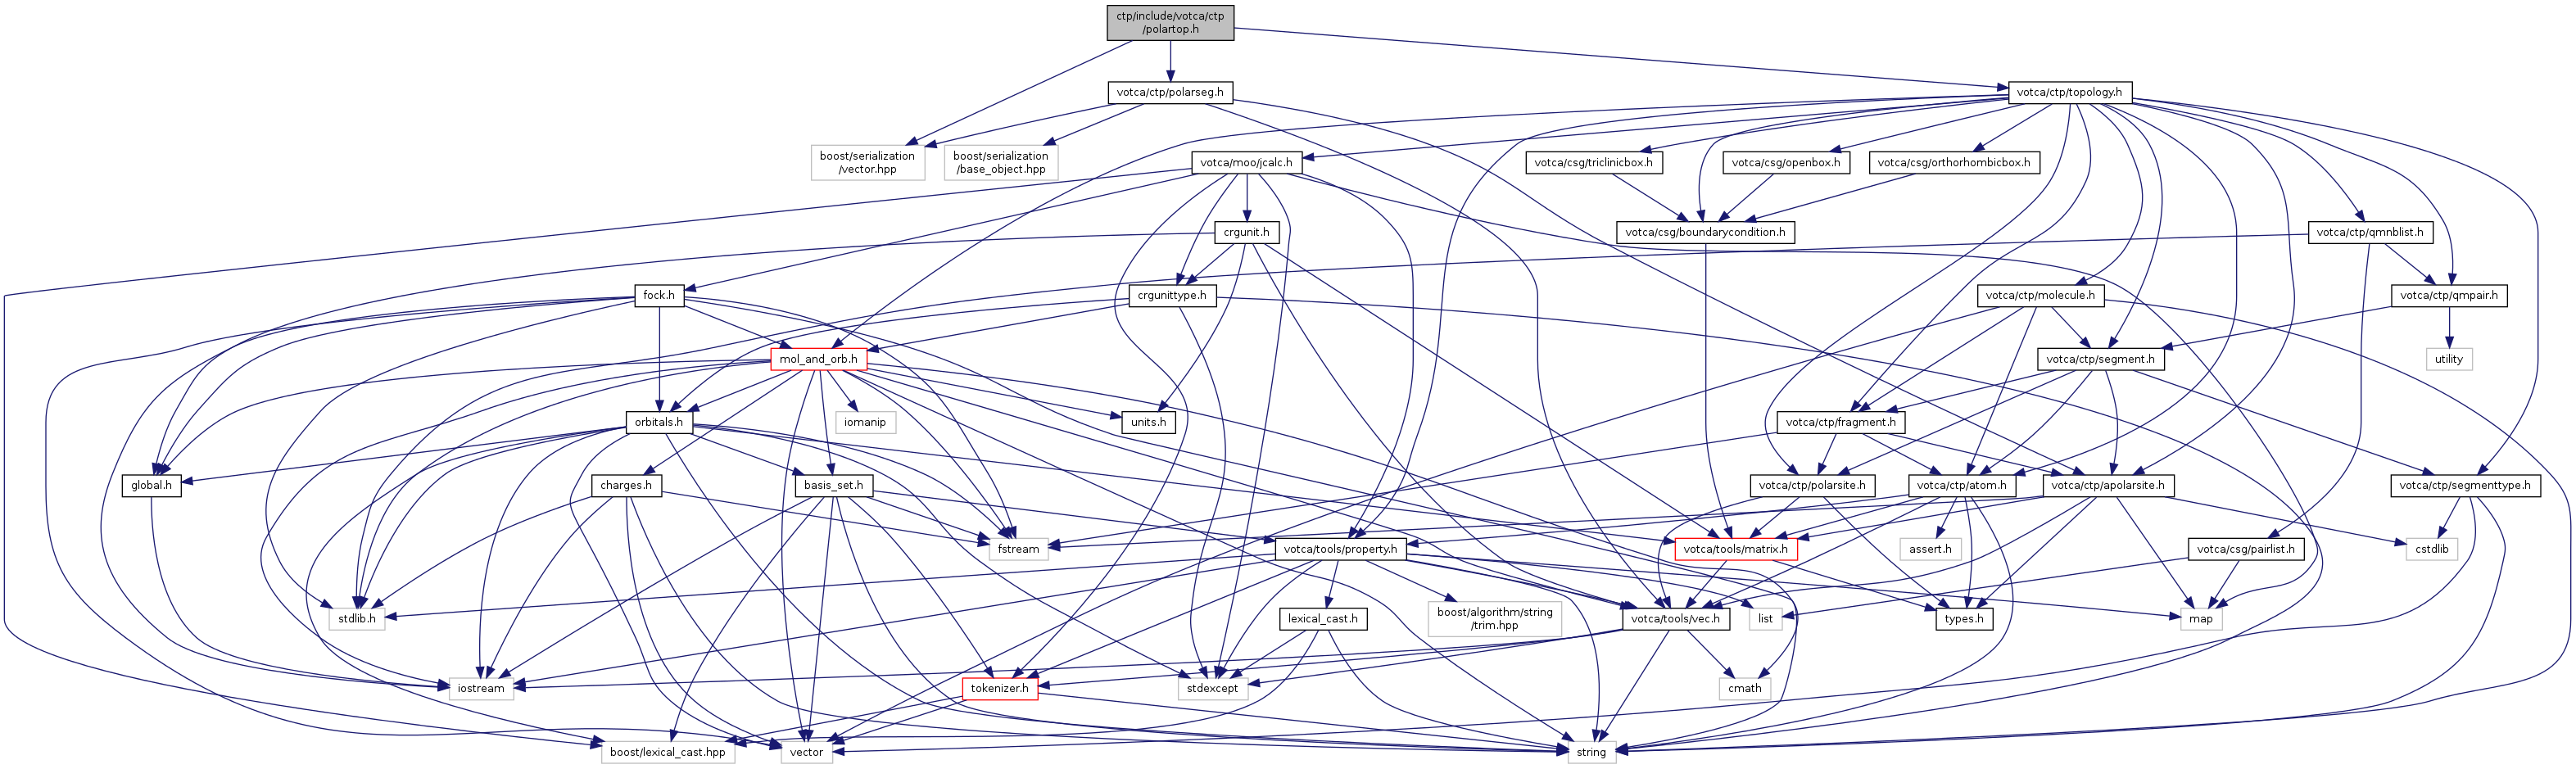 ctp/include/votca/ctp
/polartop.h
votca/ctp/polarseg.h
votca/ctp/topology.h
boost/serialization
/vector.hpp
boost/serialization
/base_object.hpp
votca/moo/jcalc.h
votca/csg/triclinicbox.h
votca/csg/openbox.h
votca/csg/orthorhombicbox.h
crgunit.h
votca/csg/boundarycondition.h
votca/ctp/qmnblist.h
fock.h
crgunittype.h
votca/ctp/molecule.h
votca/ctp/qmpair.h
mol_and_orb.h
votca/ctp/segment.h
utility
orbitals.h
iomanip
units.h
votca/ctp/fragment.h
global.h
charges.h
basis_set.h
votca/ctp/polarsite.h
votca/ctp/atom.h
votca/ctp/apolarsite.h
votca/ctp/segmenttype.h
fstream
votca/tools/property.h
votca/tools/matrix.h
assert.h
votca/csg/pairlist.h
cstdlib
stdlib.h
lexical_cast.h
boost/algorithm/string
/trim.hpp
votca/tools/vec.h
list
types.h
map
iostream
tokenizer.h
stdexcept
cmath
boost/lexical_cast.hpp
vector
string